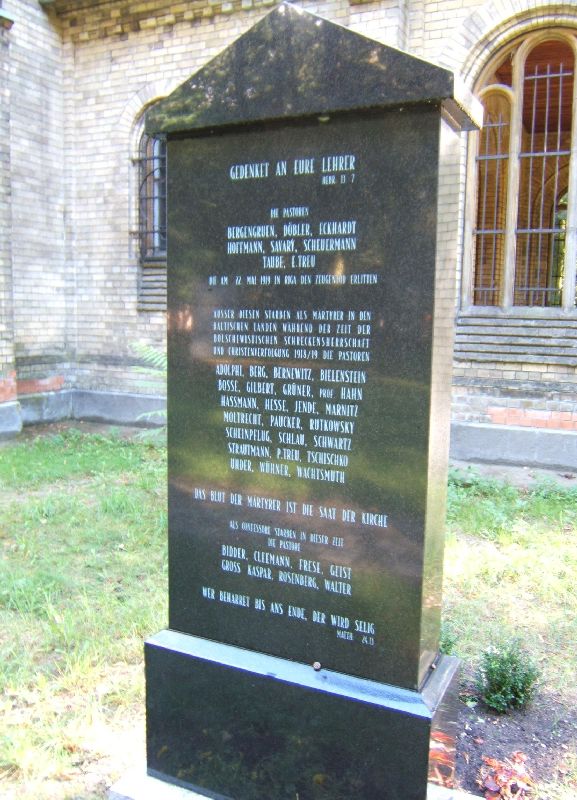 GEDENKET AN EURE LEHRER
HEBR. 13 7
DIE PASTOREN
BERGENGRUEN, DÖBLER, ECKHARDT
HOFFMANN, SAVARY, SCHEUERMANN
TAUBE, E.TREU
DIE AM 22. MAI 1919 IN RIGA DEN ZEUGENTOD ERLITTEN
AUSSER DIESEN STARBEN ALS MÄRTYRER IN DEN
BALTISCHEN LANDEN WÄHREND DER ZEIT DER
BOLSCHEWISTISCHEN SCHRECKENSHERRSCHAFT
UND CHRISTENVERFOLGUNG 1918/19 DIE PASTOREN
ADOLPHI, BERG, BERNEWITZ, BIELENSTEIN
BOSSE, GILBERT, GRÜNER, PROF HAHN
HASSMANN, HESSE, JENDE, MARNITZ
MOLTRECHT, PAUCKER, RUTKOWSKY
SCHEINPFLUG, SCHLAU, SCHWARTZ
STRAUTMANN, P.TREU, TSCHISCHKO
UNDER, WÜHNER, WACHTSMUTH
DAS BLUT DER MÄRTYRER IST DIE SAAT DER KIRCHE
ALS CONFESSORE STARBEN IN DIESER ZEIT
DIE PASTORE
BIDDER, CLEEMANN, FRESE, GEIST
GROSS KASPAR, ROSENBERG, WALTER
WER BEHARRET BIS ANS ENDE, DER WIRD SELIG
MATTH. 24.13